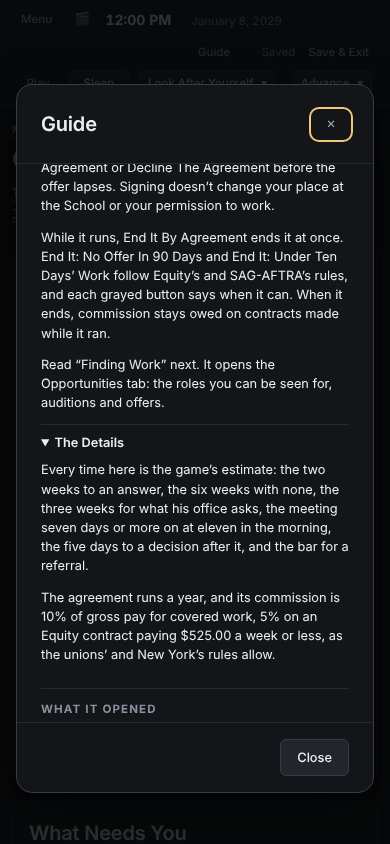 Menu
12:00 PM
January 8, 2029
Guide
Saved
Save & Exit
Play
Sleep
Look After Yourself
Advance
Guide
×
Agreement or Decline The Agreement before the
offer lapses. Signing doesn’t change your place at
the School or your permission to work.
While it runs, End It By Agreement ends it at once.
End It: No Offer In 90 Days and End It: Under Ten
Days’ Work follow Equity’s and SAG-AFTRA’s rules,
and each grayed button says when it can. When it
ends, commission stays owed on contracts made
while it ran.
Read “Finding Work” next. It opens the
Opportunities tab: the roles you can be seen for,
auditions and offers.
▼ The Details
Every time here is the game’s estimate: the two
weeks to an answer, the six weeks with none, the
three weeks for what his office asks, the meeting
seven days or more on at eleven in the morning,
the five days to a decision after it, and the bar for a
referral.
The agreement runs a year, and its commission is
10% of gross pay for covered work, 5% on an
Equity contract paying $525.00 a week or less, as
the unions’ and New York’s rules allow.
WHAT IT OPENED
Close
What Needs You